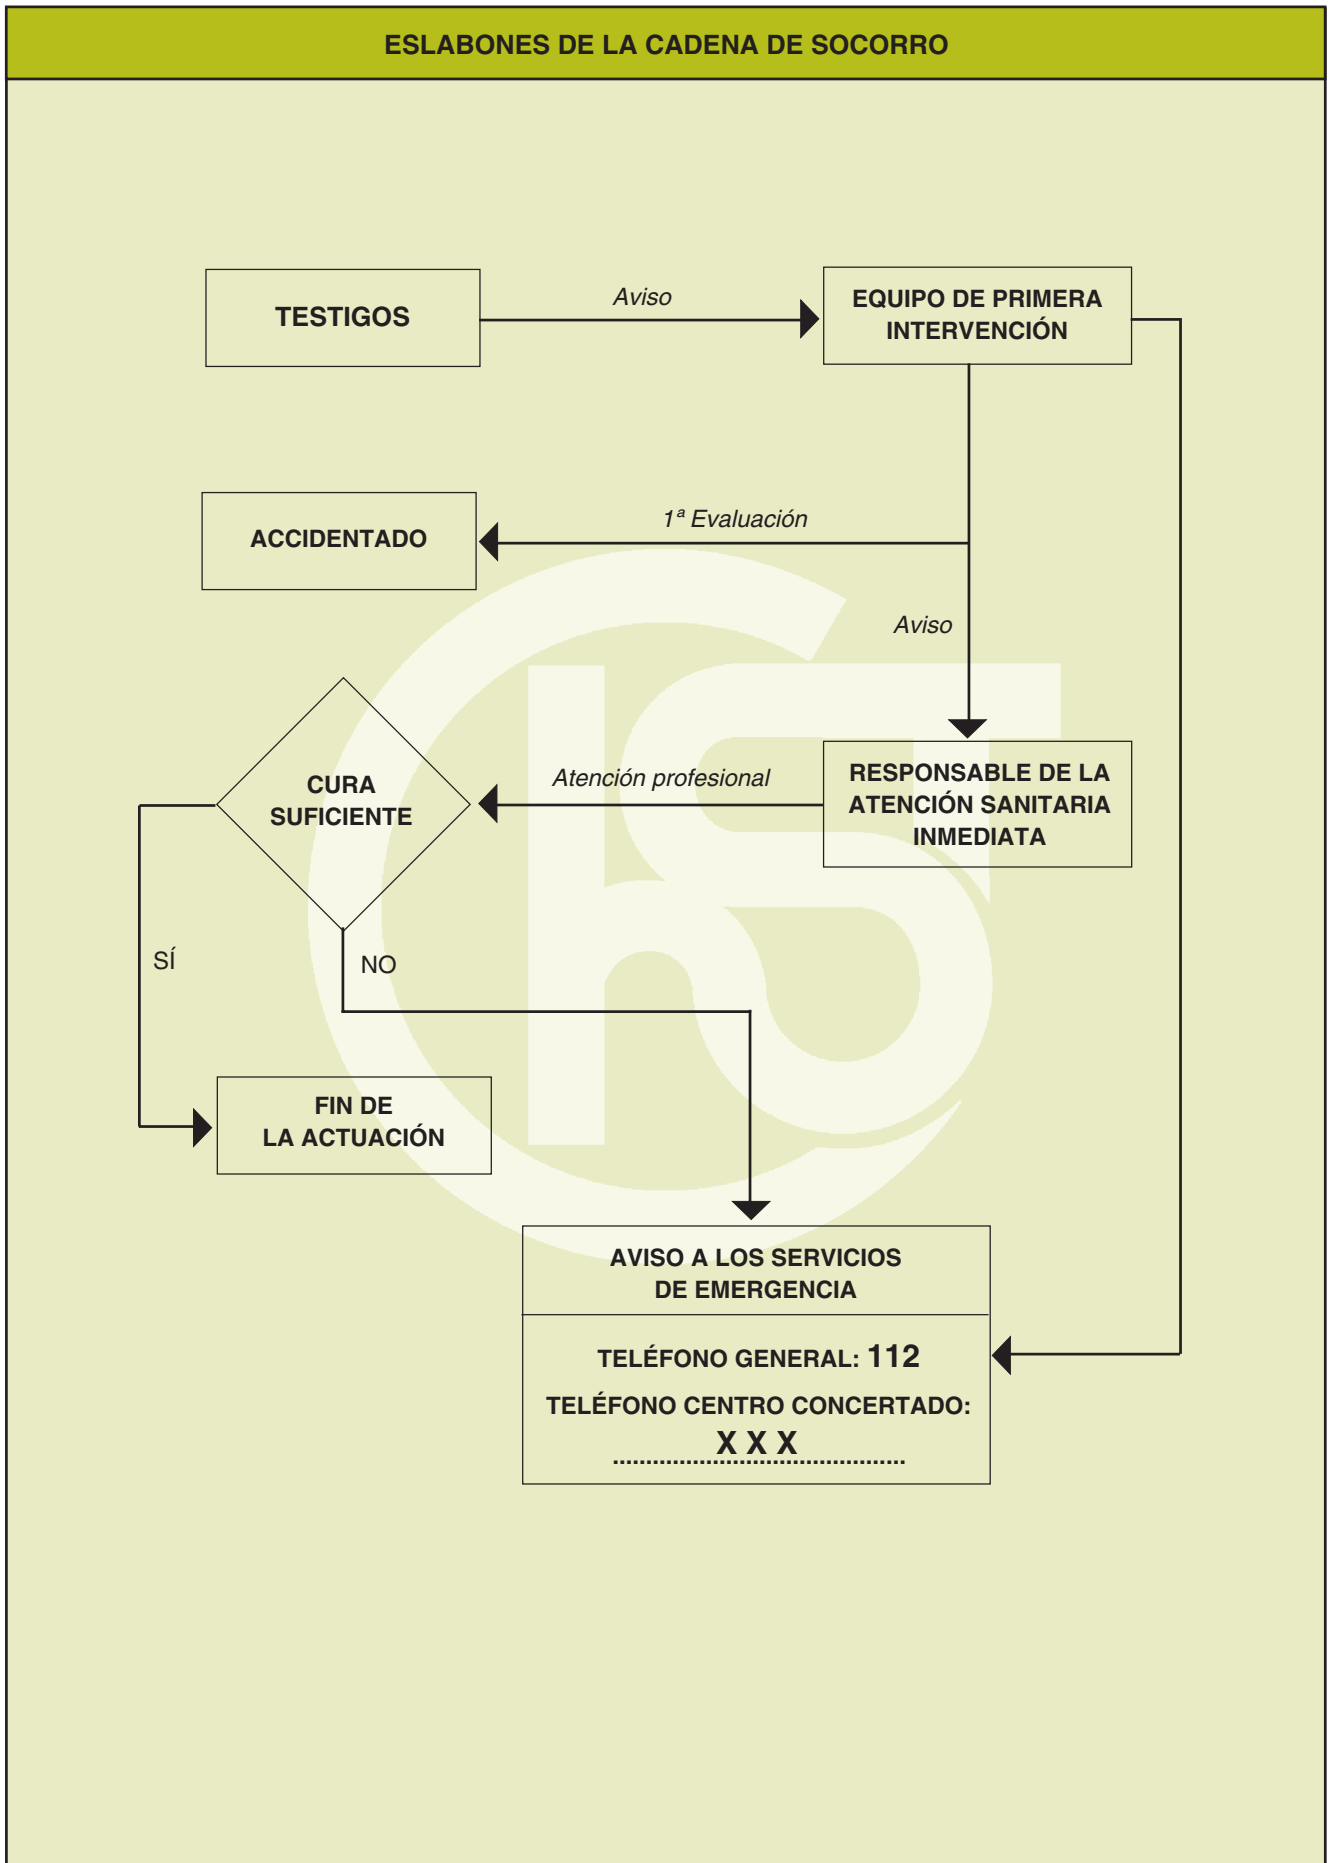 ESLABONES DE LA CADENA DE SOCORRO
TESTIGOS
Aviso
EQUIPO DE PRIMERA
INTERVENCIÓN
ACCIDENTADO
1ª Evaluación
Aviso
CURA
SUFICIENTE
Atención profesional
RESPONSABLE DE LA
ATENCIÓN SANITARIA
INMEDIATA
SÍ
NO
FIN DE
LA ACTUACIÓN
AVISO A LOS SERVICIOS
DE EMERGENCIA
TELÉFONO GENERAL: 112
TELÉFONO CENTRO CONCERTADO:
X X X